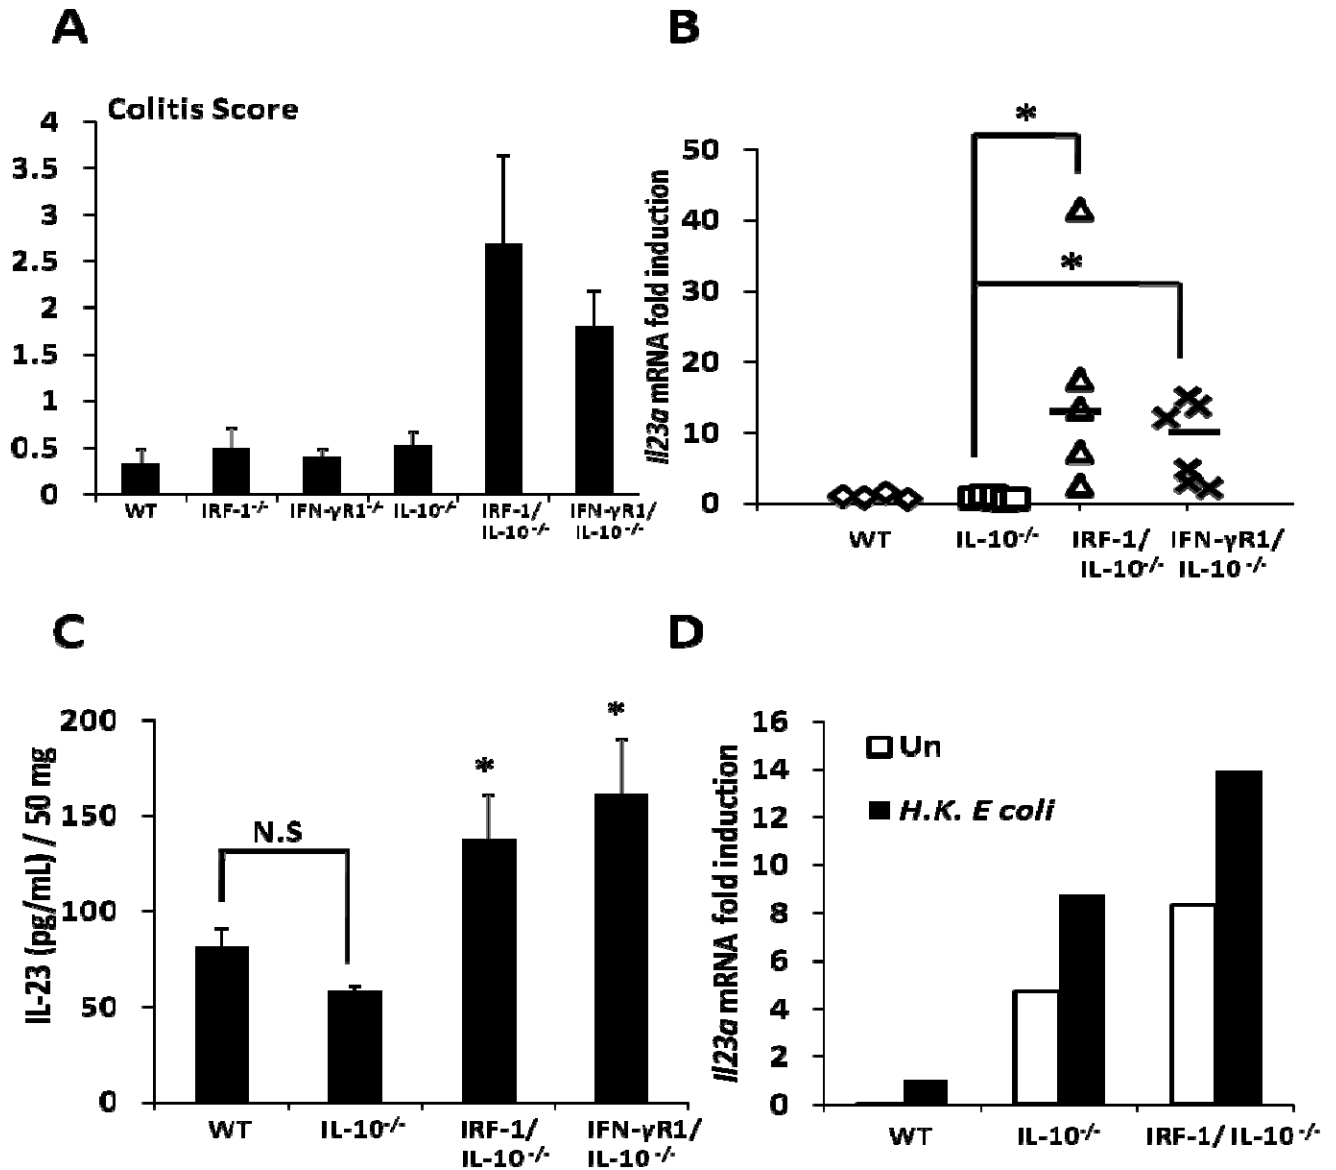 A
Colitis Score
4
3.5
3
2.5
2
1.5
1
0.5
0
WT
IRF-1-/-
IFN-γR1-/-
IL-10-/-
IRF-1/
IL-10-/-
IFN-γR1/
IL-10-/-
B
Il23a mRNA fold induction
50
40
30
20
10
0
*
*
WT
IL-10-/-
IRF-1/
IL-10-/-
IFN-γR1/
IL-10-/-
C
IL-23 (pg/mL) / 50 mg
200
150
100
50
0
N.S
*
*
WT
IL-10-/-
IRF-1/
IL-10-/-
IFN-γR1/
IL-10-/-
D
Il23a mRNA fold induction
16
14
12
10
8
6
4
2
0
Un
H.K. E coli
WT
IL-10-/-
IRF-1/ IL-10-/-